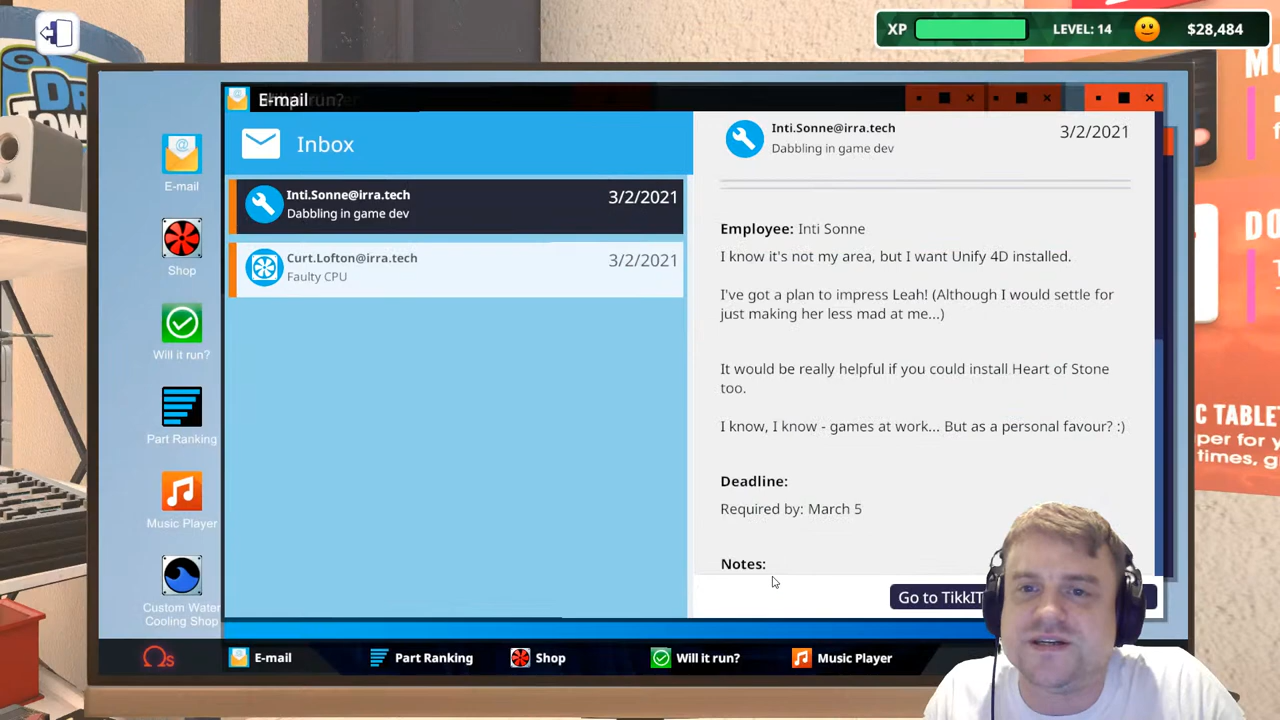 XP
LEVEL: 14
$28,484
E-mail
Inbox
Inti.Sonne@irra.tech
3/2/2021
Dabbling in game dev
Curt.Lofton@irra.tech
3/2/2021
Faulty CPU
Inti.Sonne@irra.tech
3/2/2021
Dabbling in game dev
Employee: Inti Sonne
I know it's not my area, but I want Unify 4D installed.
I've got a plan to impress Leah! (Although I would settle for
just making her less mad at me...)
It would be really helpful if you could install Heart of Stone
too.
I know, I know - games at work... But as a personal favour? :)
Deadline:
Required by: March 5
Notes:
Go to TikkIT
E-mail
Shop
Will it run?
Part Ranking
Music Player
Custom Water
Cooling Shop
E-mail
Part Ranking
Shop
Will it run?
Music Player
C TABLET
per for y
times, g